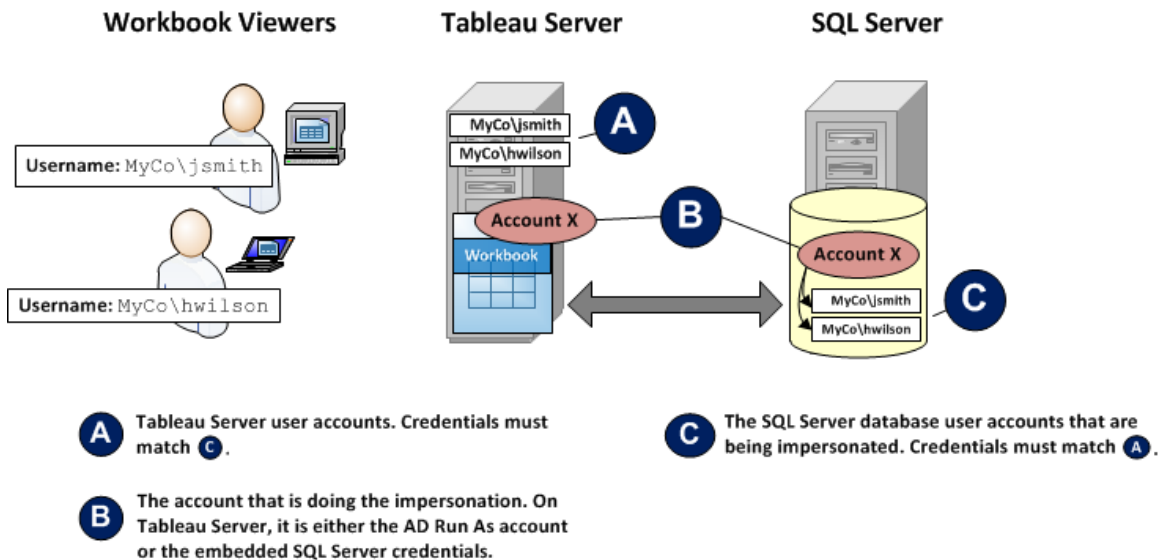 Workbook Viewers
Tableau Server
SQL Server
Username: MyCo\jsmith
Username: MyCo\hwilson
MyCo\jsmith
MyCo\hwilson
A
Account X
Workbook
B
Account X
MyCo\jsmith
MyCo\hwilson
C
A
Tableau Server user accounts. Credentials must
match C .
B
The account that is doing the impersonation. On
Tableau Server, it is either the AD Run As account
or the embedded SQL Server credentials.
C
The SQL Server database user accounts that are
being impersonated. Credentials must match A .